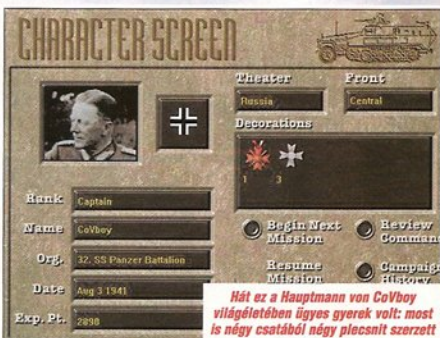 CHARACTER SCREEN
Theater
Front
Russia
Central
Decorations
1
3
Rank
Captain
Name
CoVboy
Org.
32. SS Panzer Battalion
Date
Aug 3 1941
Exp. Pt.
2898
Begin Next
Mission
Review
Comman
Resume
Mission
Campaign
History
Hát ez a Hauptmann von CoVboy
világéletében ügyes gyerek volt: most
is négy csatából négy plecsnit szerzett